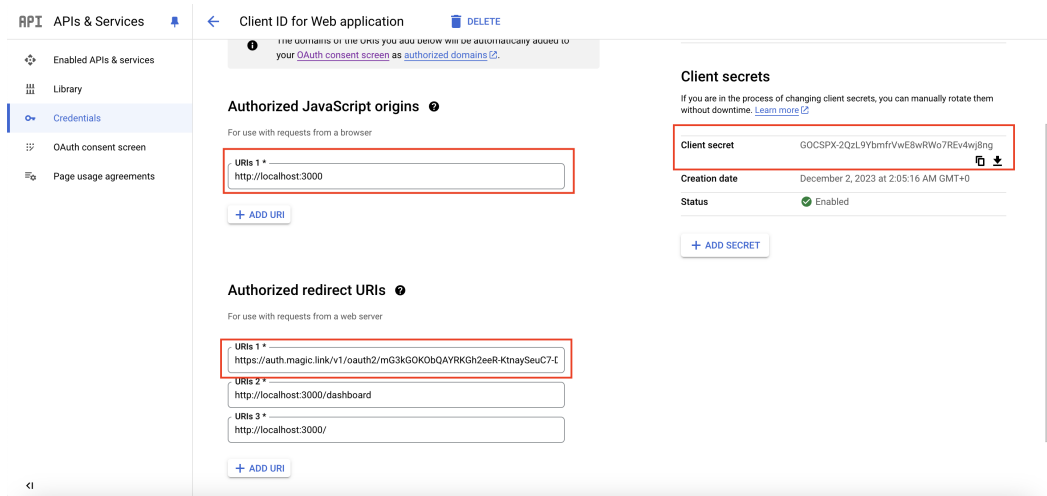 API APIs & Services
Enabled APIs & services
Library
Credentials
OAuth consent screen
Page usage agreements
Client ID for Web application
DELETE
The domains of the URIs you add below will be automatically added to
your OAuth consent screen as authorized domains.
Authorized JavaScript origins
For use with requests from a browser
URIs 1 *
http://localhost:3000
+ ADD URI
Authorized redirect URIs
For use with requests from a web server
URIs 1 *
https://auth.magic.link/v1/oauth2/mG3kGOKObQAYRKGh2eeR-KtnaySeuC7-D
URIs 2 *
http://localhost:3000/dashboard
URIs 3 *
http://localhost:3000/
+ ADD URI
Client secrets
If you are in the process of changing client secrets, you can manually rotate them
without downtime. Learn more
Client secret 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
Creation date December 2, 2023 at 2:05:16 AM GMT+0
Status Enabled
+ ADD SECRET